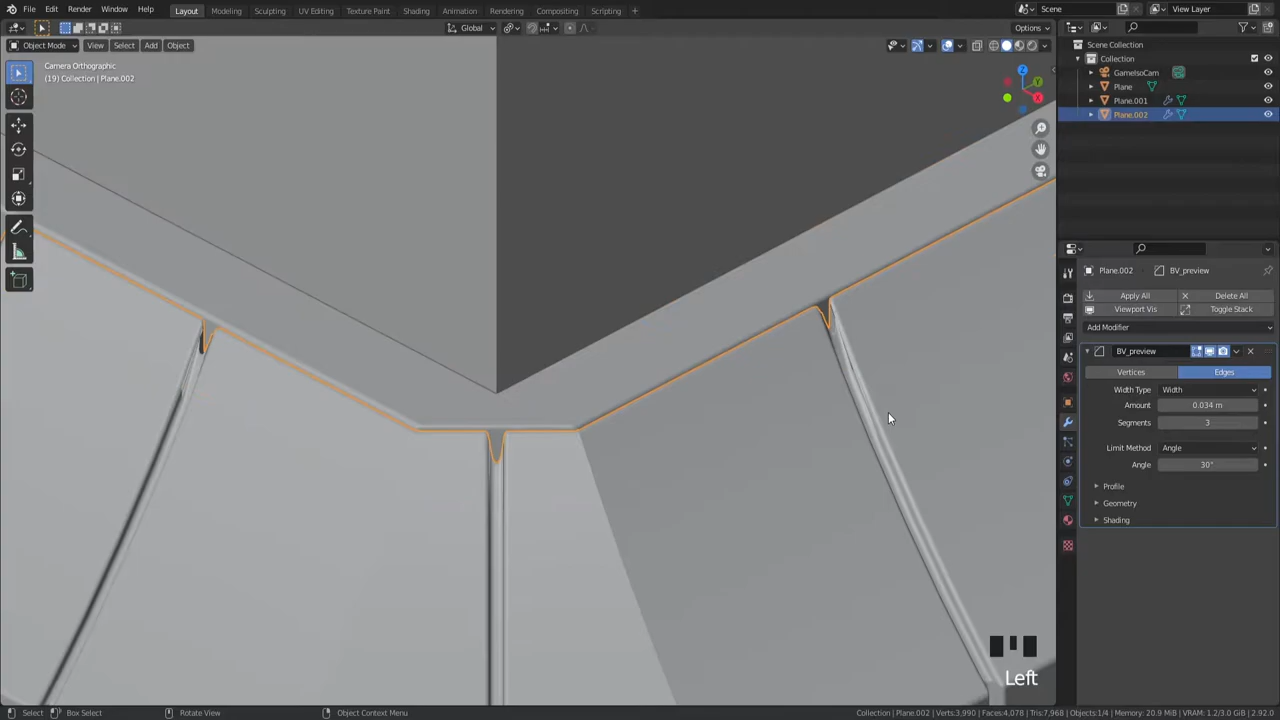 File Edit Render Window Help Layout Modeling Sculpting UV Editing Texture Paint Shading Animation Rendering Compositing Scripting + Scene View Layer
Global Options
Object Mode View Select Add Object
Camera Orthographic
(19) Collection | Plane.002
Z
Y
X
Scene Collection
Collection
GameIsoCam
Plane
Plane.001
Plane.002
Plane.002 BV_preview
Apply All Delete All
Viewport Vis Toggle Stack
Add Modifier
BV_preview
Vertices Edges
Width Type Width
Amount 0.034 m
Segments 3
Limit Method Angle
Angle 30°
Profile
Geometry
Shading
Left
Select Box Select Rotate View Object Context Menu Collection | Plane.002 | Verts:3,990 | Faces:4,078 | Tris:7,968 | Objects:1/4 | Memory: 20.9 MiB | VRAM: 1.2/3.0 GiB | 2.92.0